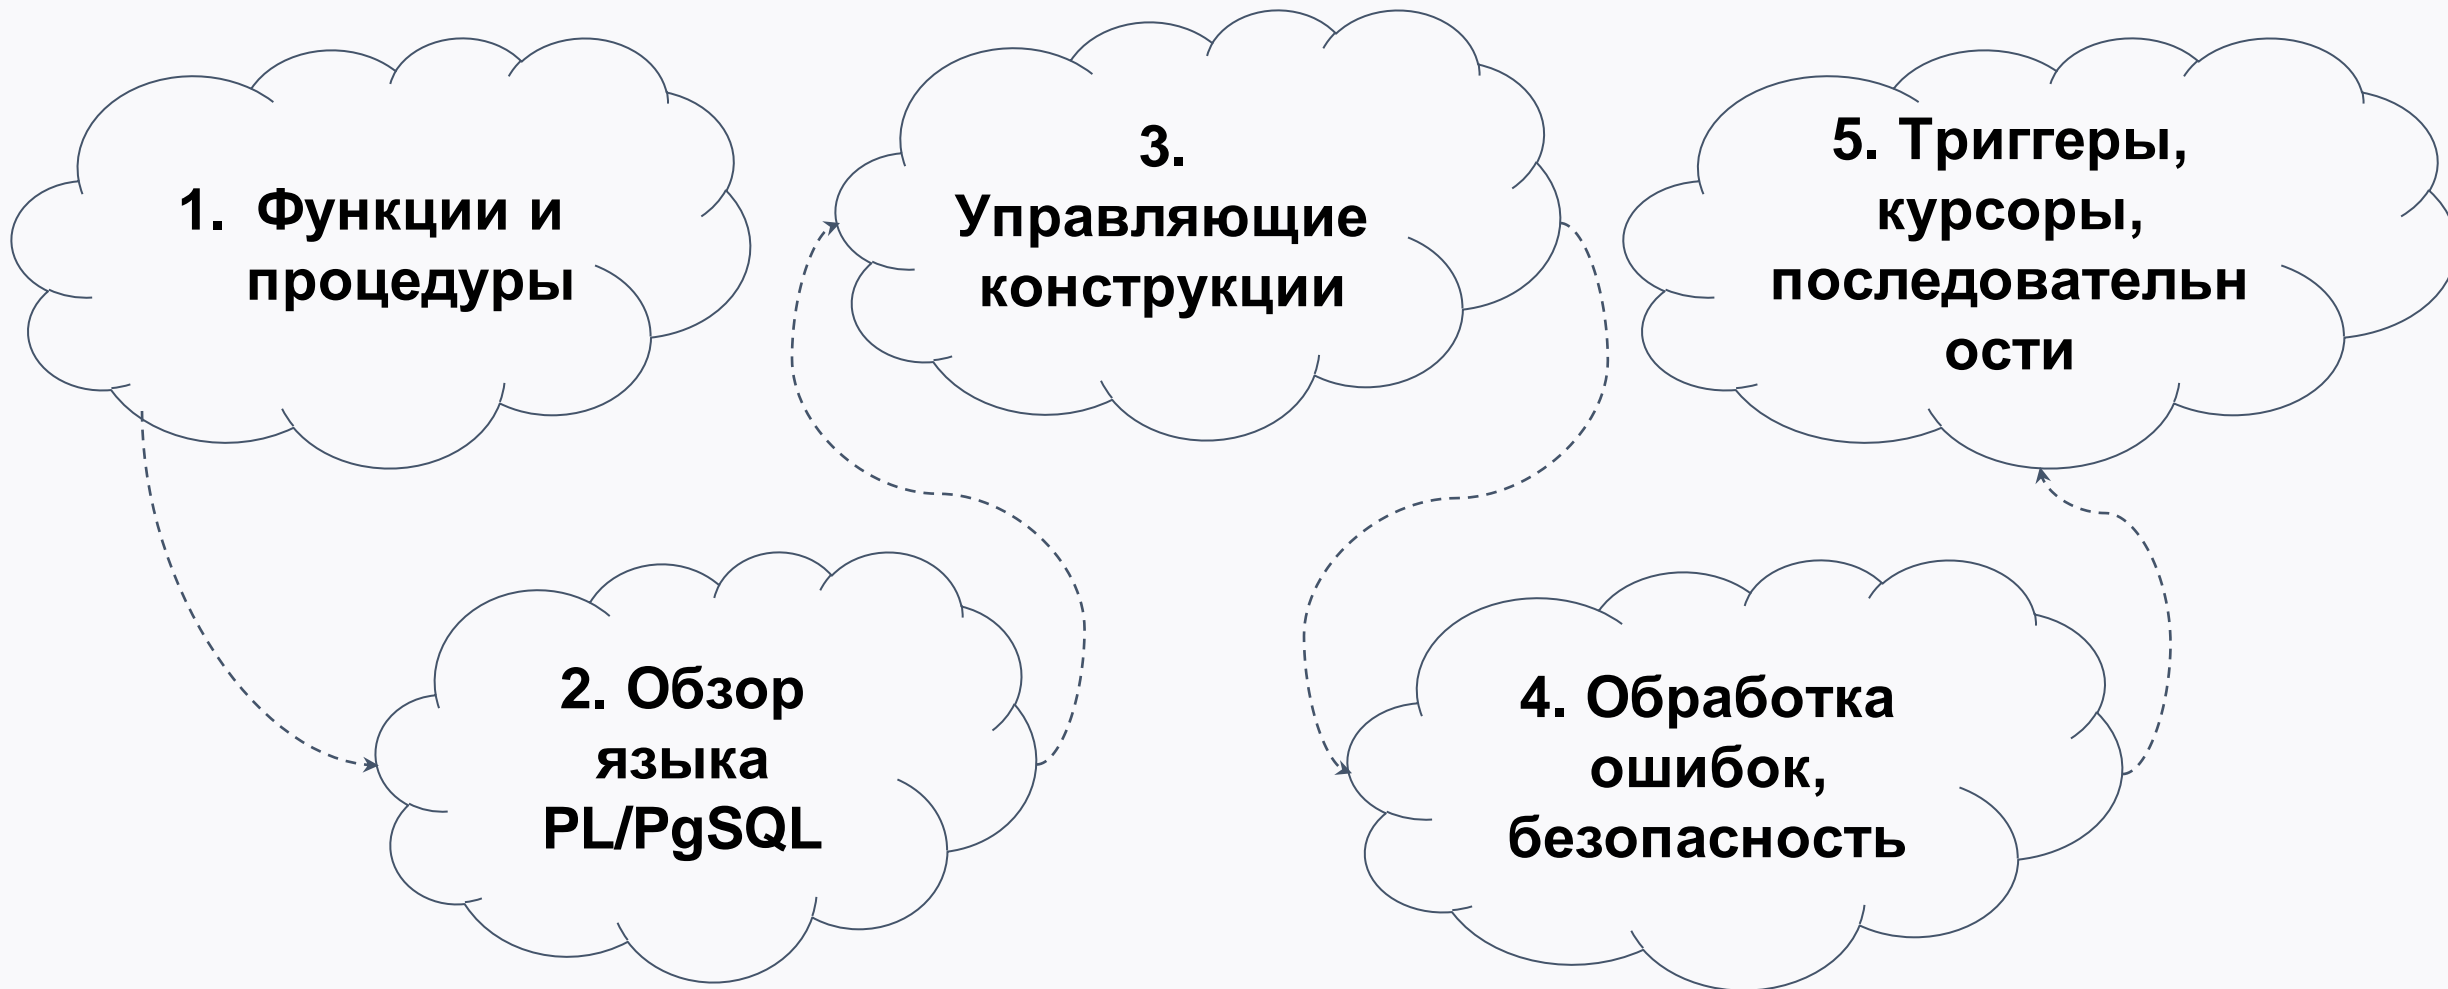 1. Функции и
процедуры
2. Обзор
языка
PL/PgSQL
3.
Управляющие
конструкции
4. Обработка
ошибок,
безопасность
5. Триггеры,
курсоры,
последовательн
ости